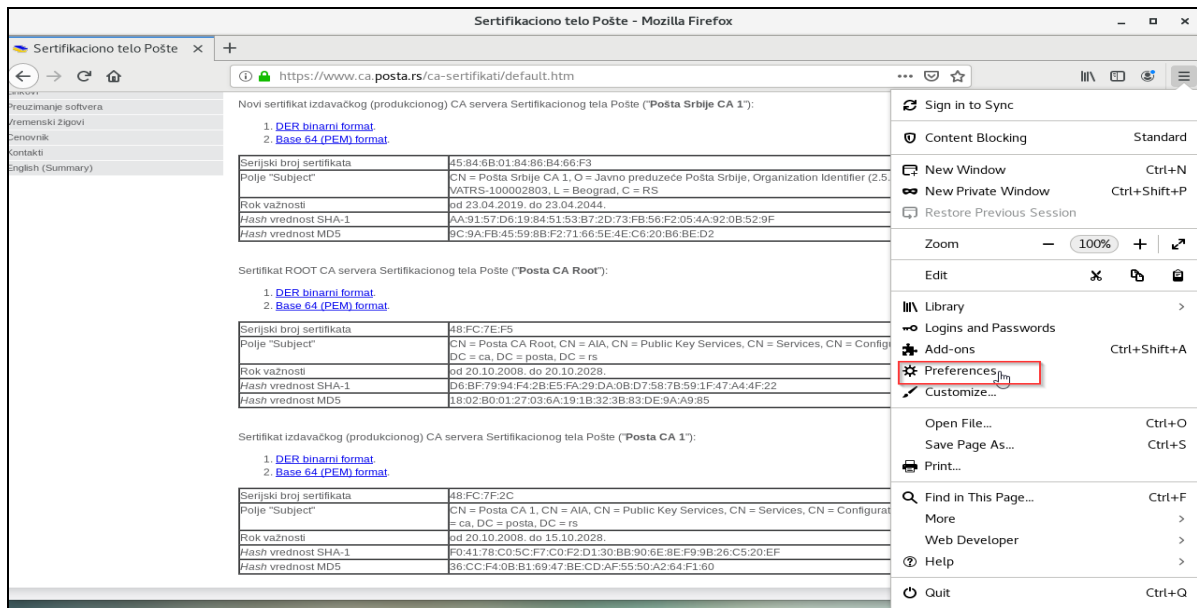 Sertifikaciono telo Pošte - Mozilla Firefox
Sertifikaciono telo Pošte
https://www.ca.posta.rs/ca-sertifikati/default.htm
Preuzimanje softvera
Vremenski žigovi
Cenovnik
Kontakti
English (Summary)
Novi sertifikat izdavačkog (produkcionog) CA servera Sertifikacionog tela Pošte ("Pošta Srbije CA 1"):
1. DER binarni format.
2. Base 64 (PEM) format.
Serijski broj sertifikata 45:84:6B:01:84:86:B4:66:F3
Polje "Subject" CN = Pošta Srbije CA 1, O = Javno preduzeće Pošta Srbije, Organization Identifier (2.5.
VATRS-100002803, L = Beograd, C = RS
Rok važnosti od 23.04.2019. do 23.04.2044.
Hash vrednost SHA-1 AA:91:57:D6:19:84:51:53:B7:2D:73:FB:56:F2:05:4A:92:0B:52:9F
Hash vrednost MD5 9C:9A:FB:45:59:8B:F2:71:66:5E:4E:C6:20:B6:BE:D2
Sertifikat ROOT CA servera Sertifikacionog tela Pošte ("Posta CA Root"):
1. DER binarni format.
2. Base 64 (PEM) format.
Serijski broj sertifikata 48:FC:7E:F5
Polje "Subject" CN = Posta CA Root, CN = AIA, CN = Public Key Services, CN = Services, CN = Configu
DC = ca, DC = posta, DC = rs
Rok važnosti od 20.10.2008. do 20.10.2028.
Hash vrednost SHA-1 D6:BF:79:94:F4:2B:E5:FA:29:DA:0B:D7:58:7B:59:1F:47:A4:4F:22
Hash vrednost MD5 18:02:B0:01:27:03:6A:19:1B:32:3B:83:DE:9A:A9:85
Sertifikat izdavačkog (produkcionog) CA servera Sertifikacionog tela Pošte ("Posta CA 1"):
1. DER binarni format.
2. Base 64 (PEM) format.
Serijski broj sertifikata 48:FC:7F:2C
Polje "Subject" CN = Posta CA 1, CN = AIA, CN = Public Key Services, CN = Services, CN = Configurat
= ca, DC = posta, DC = rs
Rok važnosti od 20.10.2008. do 15.10.2028.
Hash vrednost SHA-1 F0:41:78:C0:5C:F7:C0:F2:D1:30:BB:90:6E:8E:F9:9B:26:C5:20:EF
Hash vrednost MD5 36:CC:F4:0B:B1:69:47:BE:CD:AF:55:50:A2:64:F1:60
Sign in to Sync
Content Blocking Standard
New Window Ctrl+N
New Private Window Ctrl+Shift+P
Restore Previous Session
Zoom 100%
Edit
Library
Logins and Passwords
Add-ons Ctrl+Shift+A
Preferences
Customize...
Open File... Ctrl+O
Save Page As... Ctrl+S
Print...
Find in This Page... Ctrl+F
More
Web Developer
Help
Quit Ctrl+Q